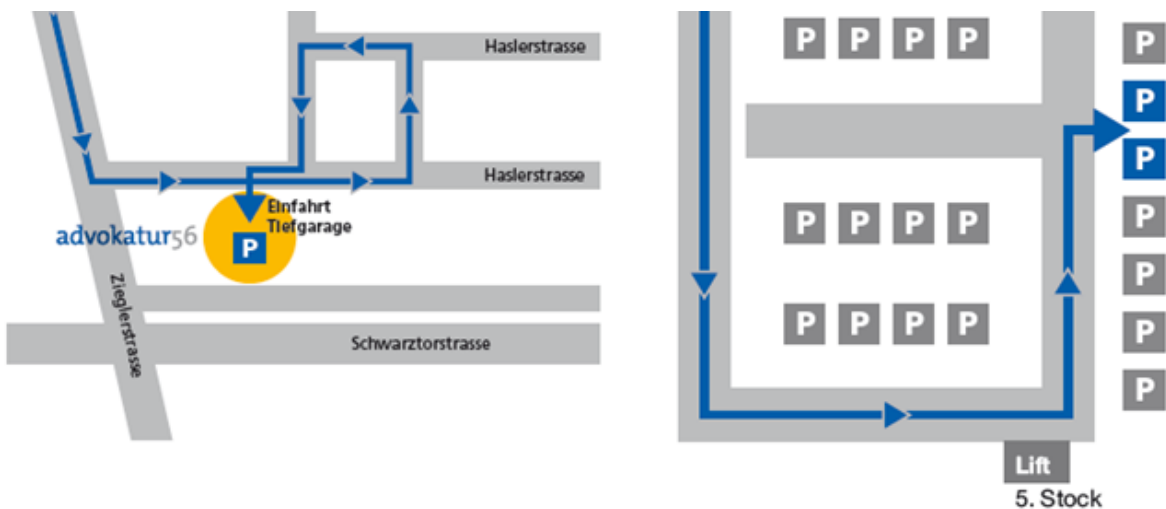 Haslerstrasse
Haslerstrasse
Einfahrt
Tiefgarage
advokatur56
P
Zieglerstrasse
Schwarztorstrasse
P P P P
P
P
P
P P P P
P
P
P P P P
P
P
Lift
5. Stock